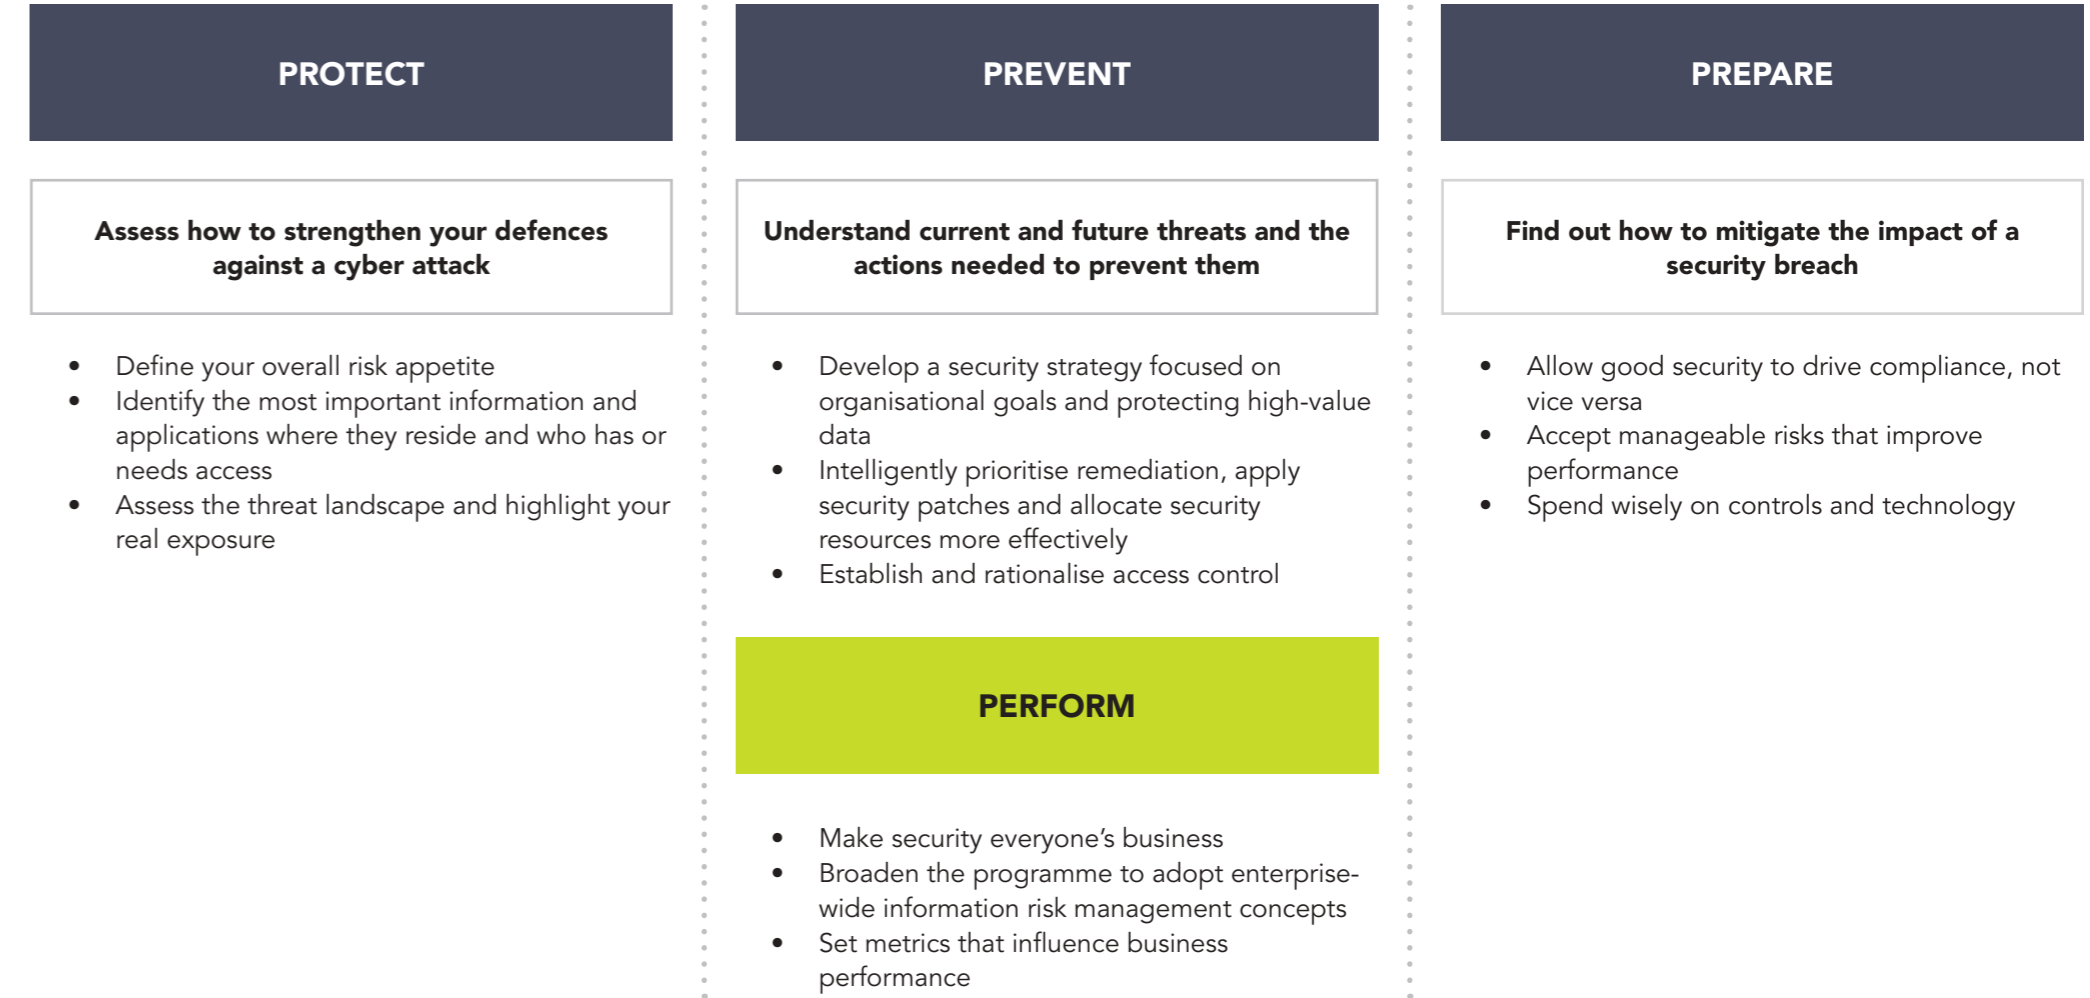 PROTECT
Assess how to strengthen your defences
against a cyber attack
• Define your overall risk appetite
• Identify the most important information and
applications where they reside and who has or
needs access
• Assess the threat landscape and highlight your
real exposure
PREVENT
Understand current and future threats and the
actions needed to prevent them
• Develop a security strategy focused on
organisational goals and protecting high-value
data
• Intelligently prioritise remediation, apply
security patches and allocate security
resources more effectively
• Establish and rationalise access control
PERFORM
• Make security everyone’s business
• Broaden the programme to adopt enterprise-
wide information risk management concepts
• Set metrics that influence business
performance
PREPARE
Find out how to mitigate the impact of a
security breach
• Allow good security to drive compliance, not
vice versa
• Accept manageable risks that improve
performance
• Spend wisely on controls and technology